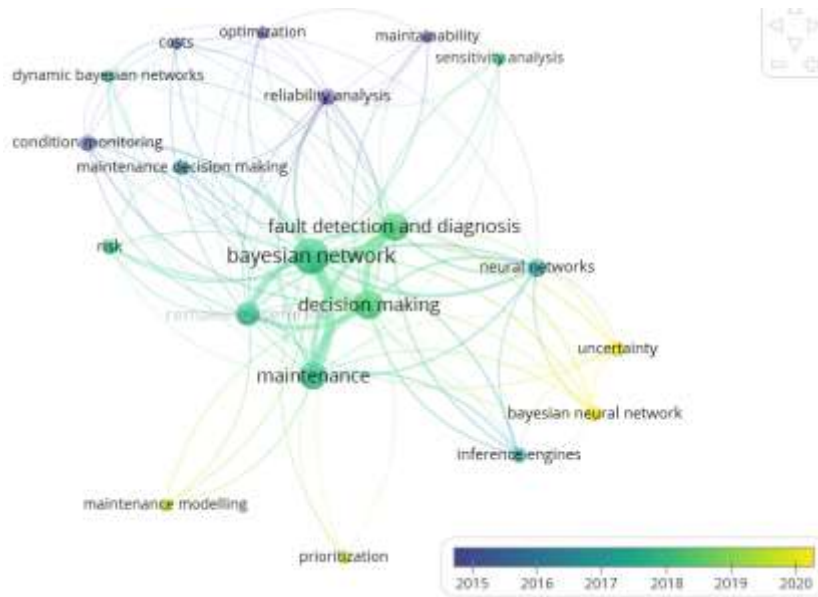 optimization
costs
maintainability
sensitivity analysis
dynamic bayesian networks
reliability analysis
condition monitoring
maintenance decision making
fault detection and diagnosis
risk
bayesian network
neural networks
decision making
uncertainty
maintenance
bayesian neural network
inference engines
maintenance modelling
prioritization
2015 2016 2017 2018 2019 2020